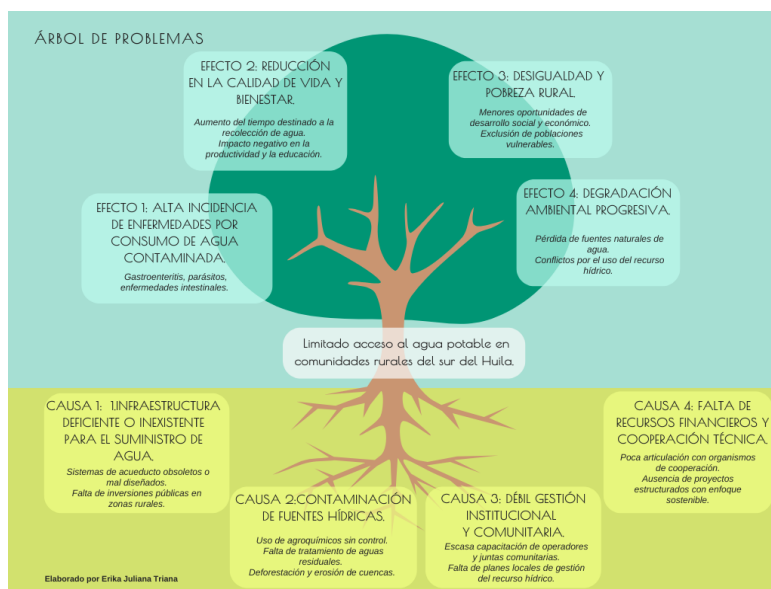 ÁRBOL DE PROBLEMAS
EFECTO 2: REDUCCIÓN
EN LA CALIDAD DE VIDA Y
BIENESTAR.
Aumento del tiempo destinado a la
recolección de agua.
Impacto negativo en la
productividad y la educación.
EFECTO 3: DESIGUALDAD Y
POBREZA RURAL.
Menores oportunidades de
desarrollo social y económico.
Exclusión de poblaciones
vulnerables.
EFECTO 1: ALTA INCIDENCIA
DE ENFERMEDADES POR
CONSUMO DE AGUA
CONTAMINADA.
Gastroenteritis, parásitos,
enfermedades intestinales.
EFECTO 4: DEGRADACIÓN
AMBIENTAL PROGRESIVA.
Pérdida de fuentes naturales de
agua.
Conflictos por el uso del recurso
hídrico.
Limitado acceso al agua potable en
comunidades rurales del sur del Huila.
CAUSA 1: 1.INFRAESTRUCTURA
DEFICIENTE O INEXISTENTE
PARA EL SUMINISTRO DE
AGUA.
Sistemas de acueducto obsoletos o
mal diseñados.
Falta de inversiones públicas en
zonas rurales.
CAUSA 2:CONTAMINACIÓN
DE FUENTES HÍDRICAS.
Uso de agroquímicos sin control.
Falta de tratamiento de aguas
residuales.
Deforestación y erosión de cuencas.
CAUSA 3: DÉBIL GESTIÓN
INSTITUCIONAL
Y COMUNITARIA.
Escasa capacitación de operadores
y juntas comunitarias.
Falta de planes locales de gestión
del recurso hídrico.
CAUSA 4: FALTA DE
RECURSOS FINANCIEROS Y
COOPERACIÓN TÉCNICA.
Poca articulación con organismos
de cooperación.
Ausencia de proyectos
estructurados con enfoque
sostenible.
Elaborado por Erika Juliana Triana